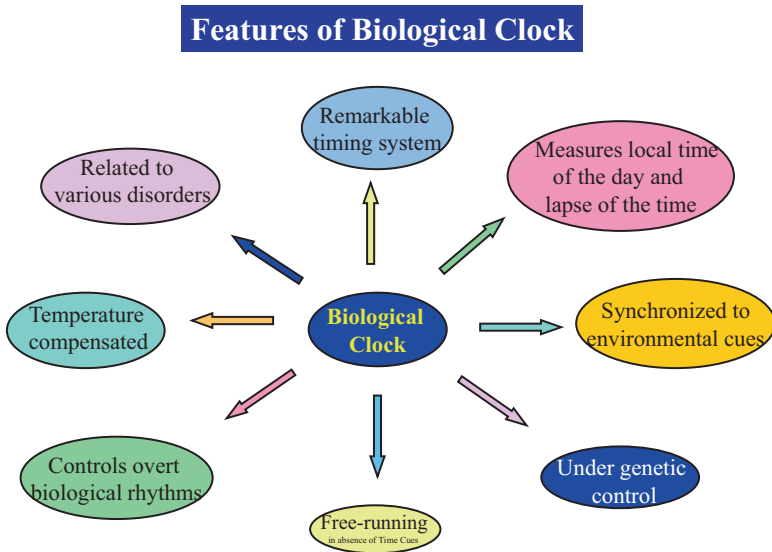 Features of Biological Clock
Remarkable
timing system
Measures local time
of the day and
lapse of the time
Related to
various disorders
Temperature
compensated
Biological
Clock
Synchronized to
environmental cues
Controls overt
biological rhythms
Under genetic
control
Free-running
in absence of Time Cues